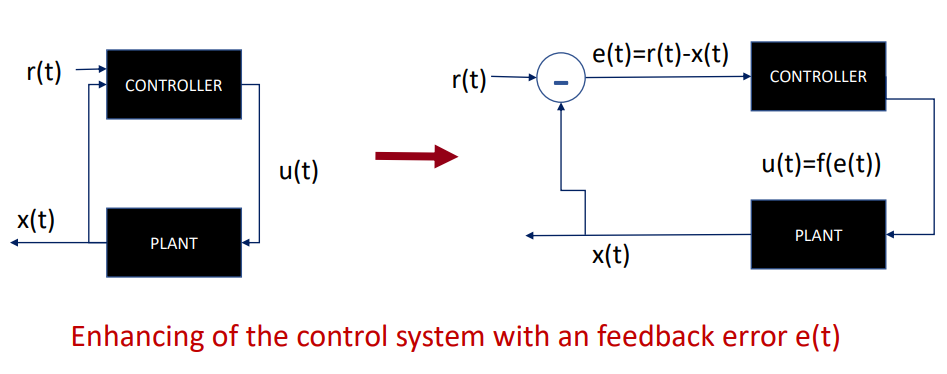 r(t)
CONTROLLER
u(t)
x(t)
PLANT
e(t)=r(t)-x(t)
r(t)
-
CONTROLLER
u(t)=f(e(t))
PLANT
x(t)
Enhancing of the control system with an feedback error e(t)